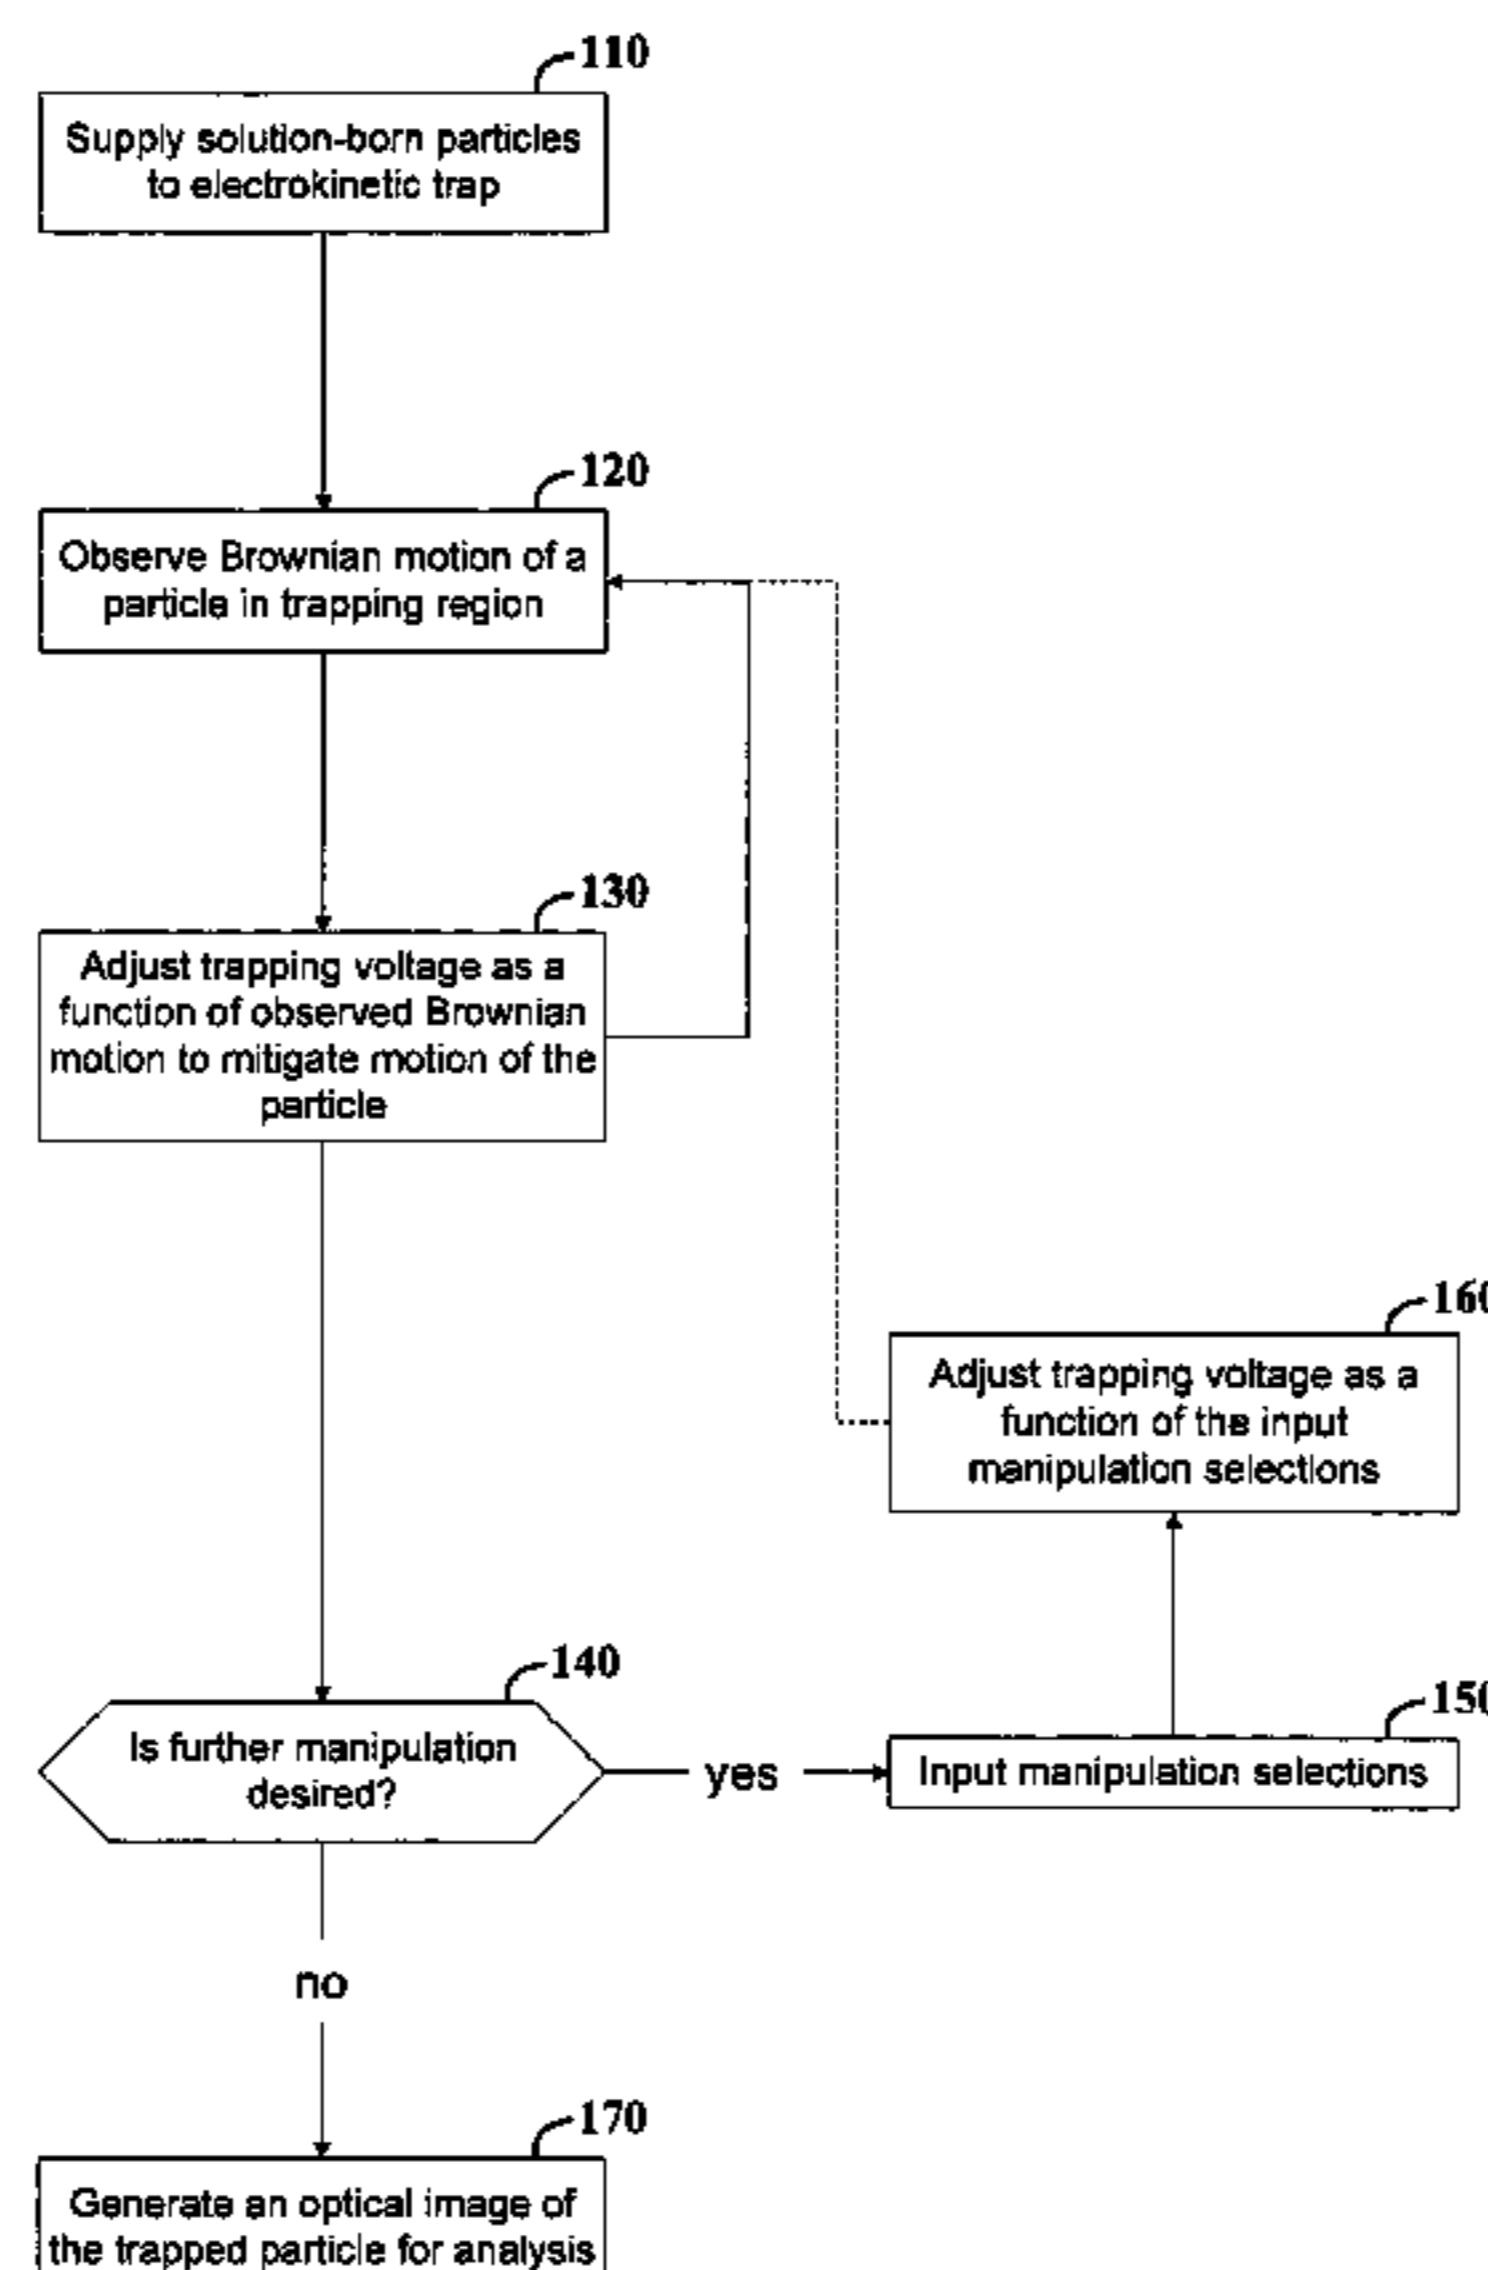 110
Supply solution-born particles
to electrokinetic trap
120
Observe Brownian motion of a
particle in trapping region
130
Adjust trapping voltage as a
function of observed Brownian
motion to mitigate motion of the
particle
160
Adjust trapping voltage as a
function of the input
manipulation selections
140
Is further manipulation
desired?
yes
150
Input manipulation selections
no
170
Generate an optical image of
the trapped particle for analysis